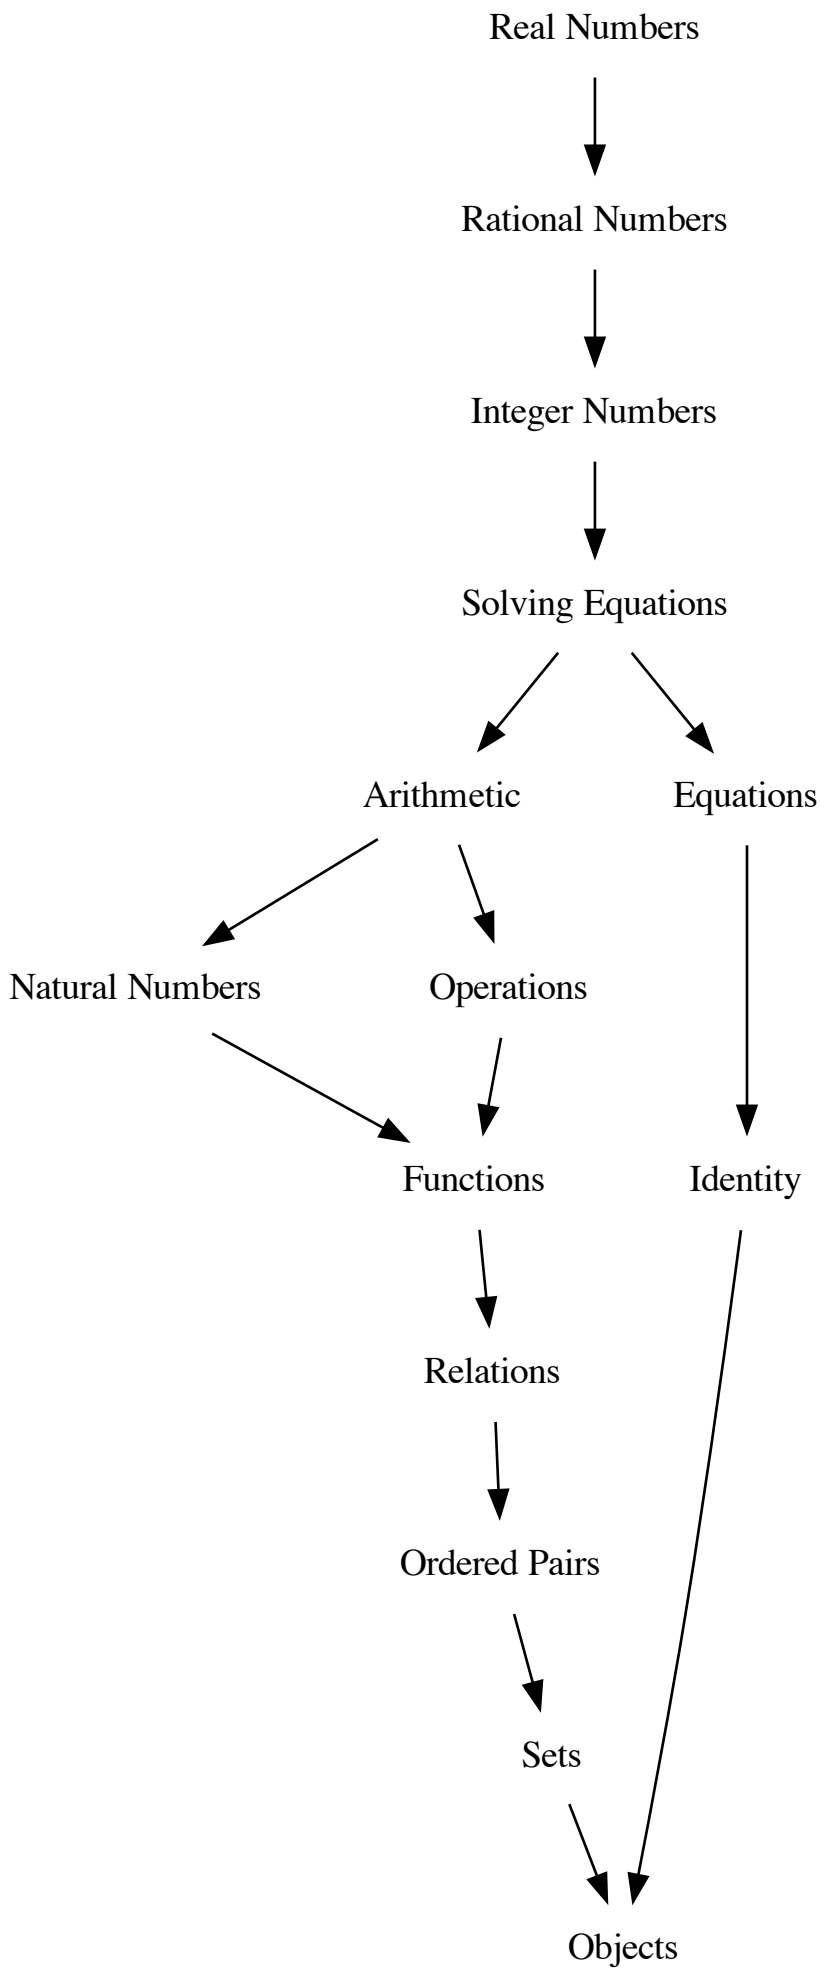 Real Numbers
Rational Numbers
Integer Numbers
Solving Equations
Arithmetic
Equations
Natural Numbers
Operations
Functions
Identity
Relations
Ordered Pairs
Sets
Objects